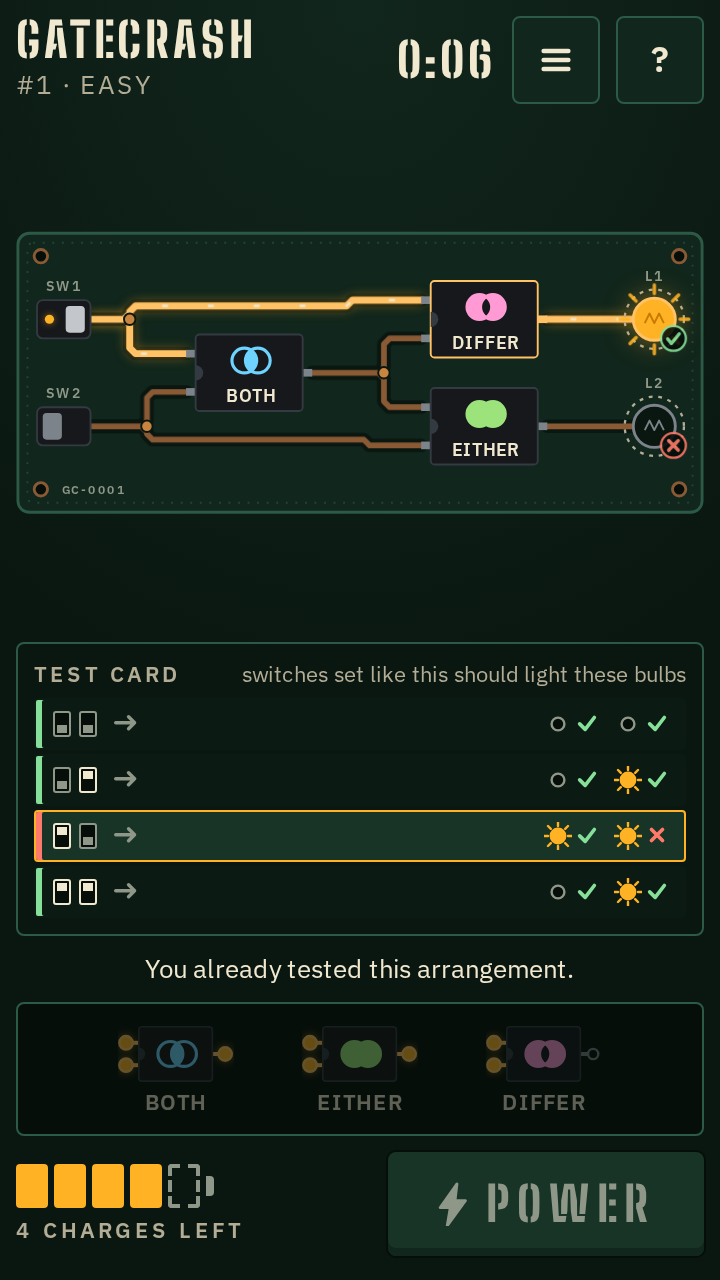 GATECRASH
#1 · EASY
0:06
?
SW1
L1
DIFFER
BOTH
SW2
L2
EITHER
GC-0001
TEST CARD
switches set like this should light these bulbs
You already tested this arrangement.
BOTH
EITHER
DIFFER
4 CHARGES LEFT
POWER